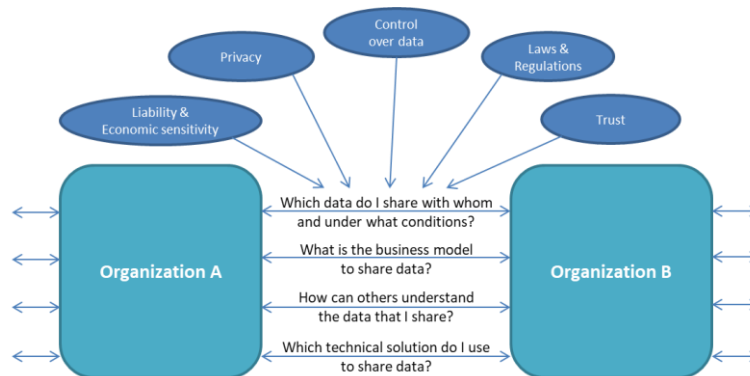 Control
over data
Privacy
Laws &
Regulations
Liability &
Economic sensitivity
Trust
Which data do I share with whom
and under what conditions?
What is the business model
to share data?
Organization A
Organization B
How can others understand
the data that I share?
Which technical solution do I use
to share data?